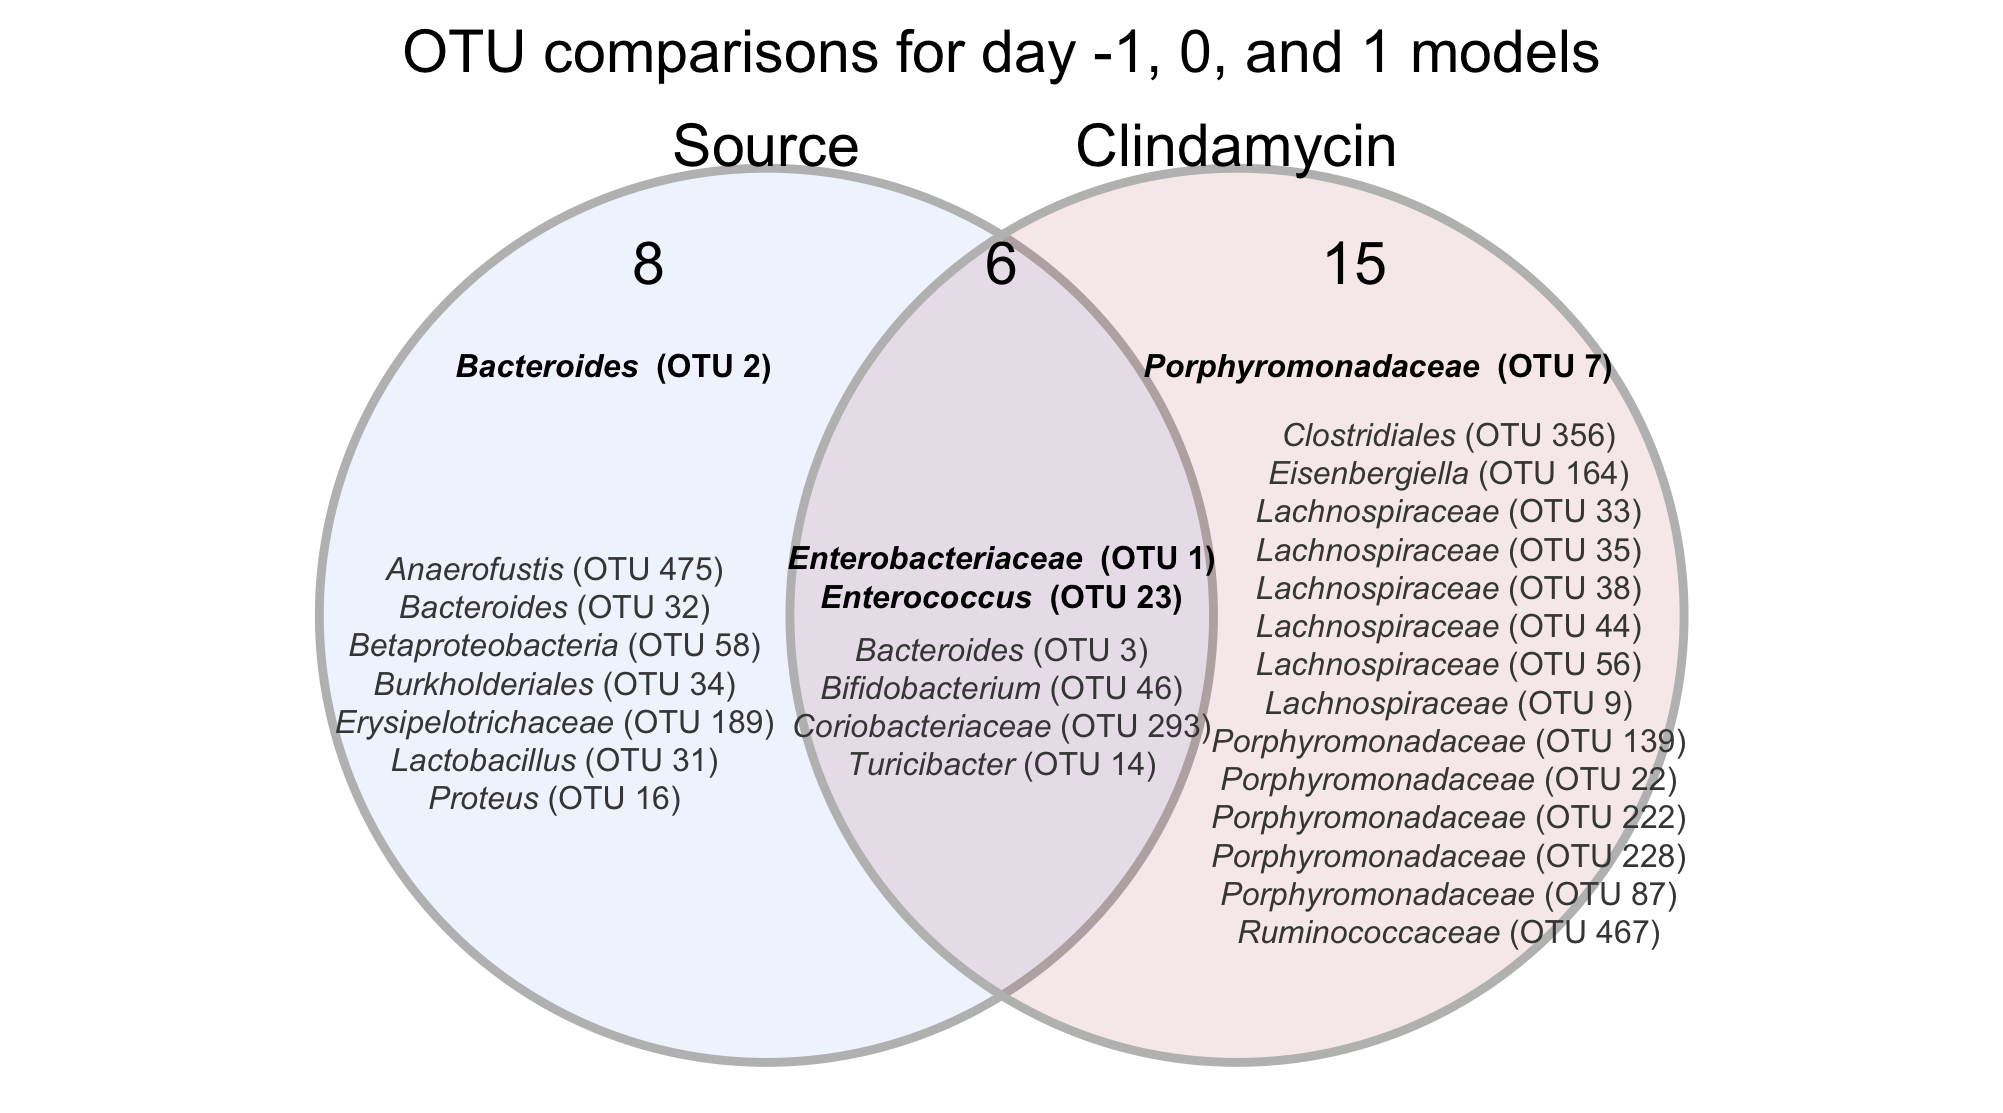 OTU comparisons for day -1, 0, and 1 models
Source
Clindamycin
8
6
15
Bacteroides (OTU 2)
Anaerofustis (OTU 475)
Bacteroides (OTU 32)
Betaproteobacteria (OTU 58)
Burkholderiales (OTU 34)
Erysipelotrichaceae (OTU 189)
Lactobacillus (OTU 31)
Proteus (OTU 16)
Enterobacteriaceae (OTU 1)
Enterococcus (OTU 23)
Bacteroides (OTU 3)
Bifidobacterium (OTU 46)
Coriobacteriaceae (OTU 293)
Turicibacter (OTU 14)
Porphyromonadaceae (OTU 7)
Clostridiales (OTU 356)
Eisenbergiella (OTU 164)
Lachnospiraceae (OTU 33)
Lachnospiraceae (OTU 35)
Lachnospiraceae (OTU 38)
Lachnospiraceae (OTU 44)
Lachnospiraceae (OTU 56)
Lachnospiraceae (OTU 9)
Porphyromonadaceae (OTU 139)
Porphyromonadaceae (OTU 22)
Porphyromonadaceae (OTU 222)
Porphyromonadaceae (OTU 228)
Porphyromonadaceae (OTU 87)
Ruminococcaceae (OTU 467)